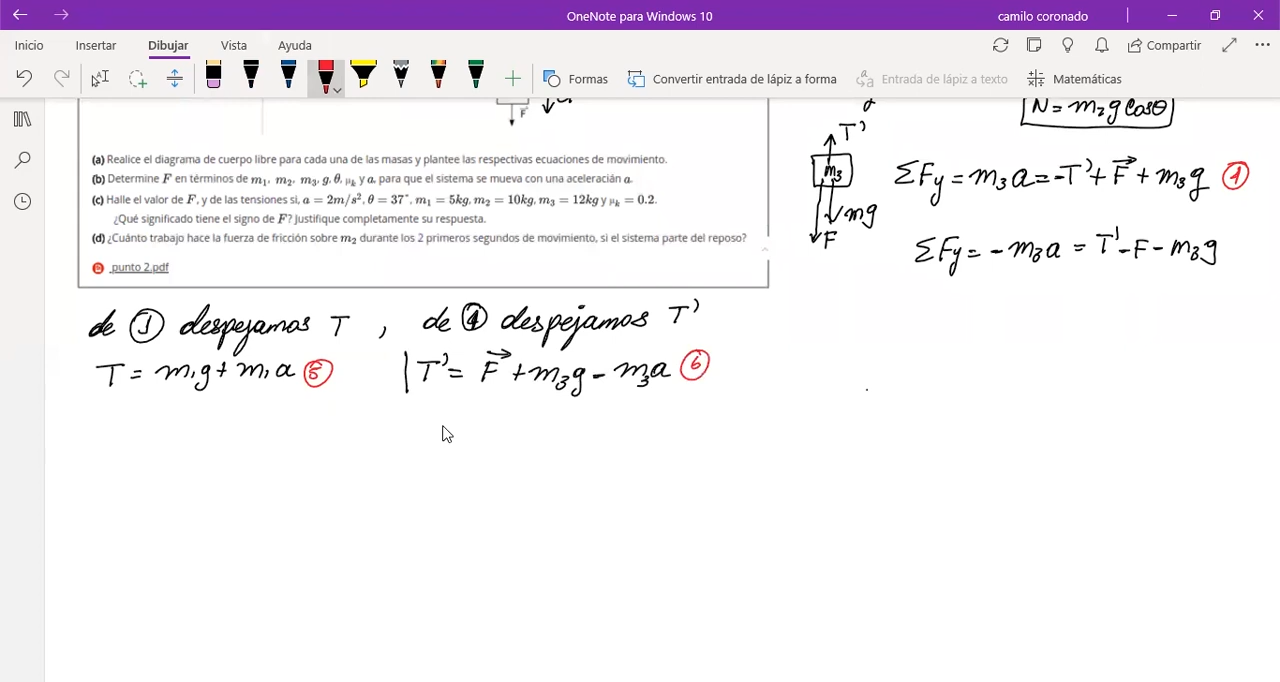 OneNote para Windows 10
camilo coronado
Inicio Insertar Dibujar Vista Ayuda
Compartir
Formas Convertir entrada de lápiz a forma Entrada de lápiz a texto Matemáticas
F
N = m₂g Cosθ
(a) Realice el diagrama de cuerpo libre para cada una de las masas y plantee las respectivas ecuaciones de movimiento.
(b) Determine F en términos de m₁, m₂, m₃, g, θ, μₖ y a, para que el sistema se mueva con una aceleración a.
(c) Halle el valor de F, y de las tensiones si, a = 2m/s², θ = 37°, m₁ = 5kg, m₂ = 10kg, m₃ = 12kg y μₖ = 0.2.
¿Qué significado tiene el signo de F? Justifique completamente su respuesta.
(d) ¿Cuánto trabajo hace la fuerza de fricción sobre m₂ durante los 2 primeros segundos de movimiento, si el sistema parte del reposo?
punto 2.pdf
T'
m₃
mg
F
ΣFy = m₃a = -T' + F⃗ + m₃g ④
ΣFy = -m₃a = T' - F - m₃g
de ① despejamos T , de ④ despejamos T'
T = m₁g + m₁a ⑤ | T' = F⃗ + m₃g - m₃a ⑥